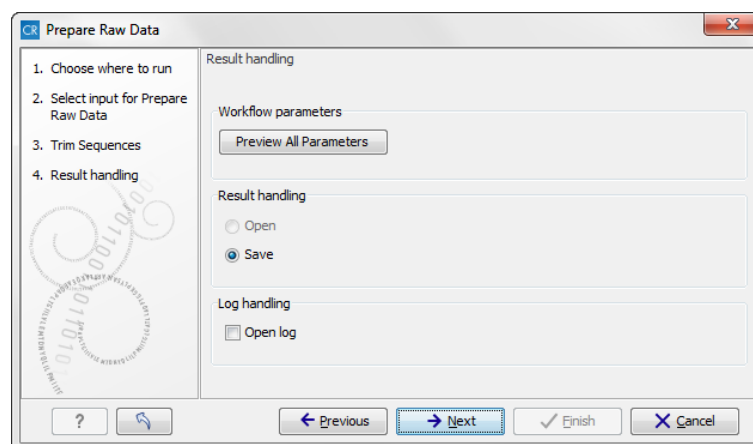 CR Prepare Raw Data
1. Choose where to run
2. Select input for Prepare
Raw Data
3. Trim Sequences
4. Result handling
Result handling
Workflow parameters
Preview All Parameters
Result handling
Open
Save
Log handling
Open log
?
Previous
Next
Finish
Cancel